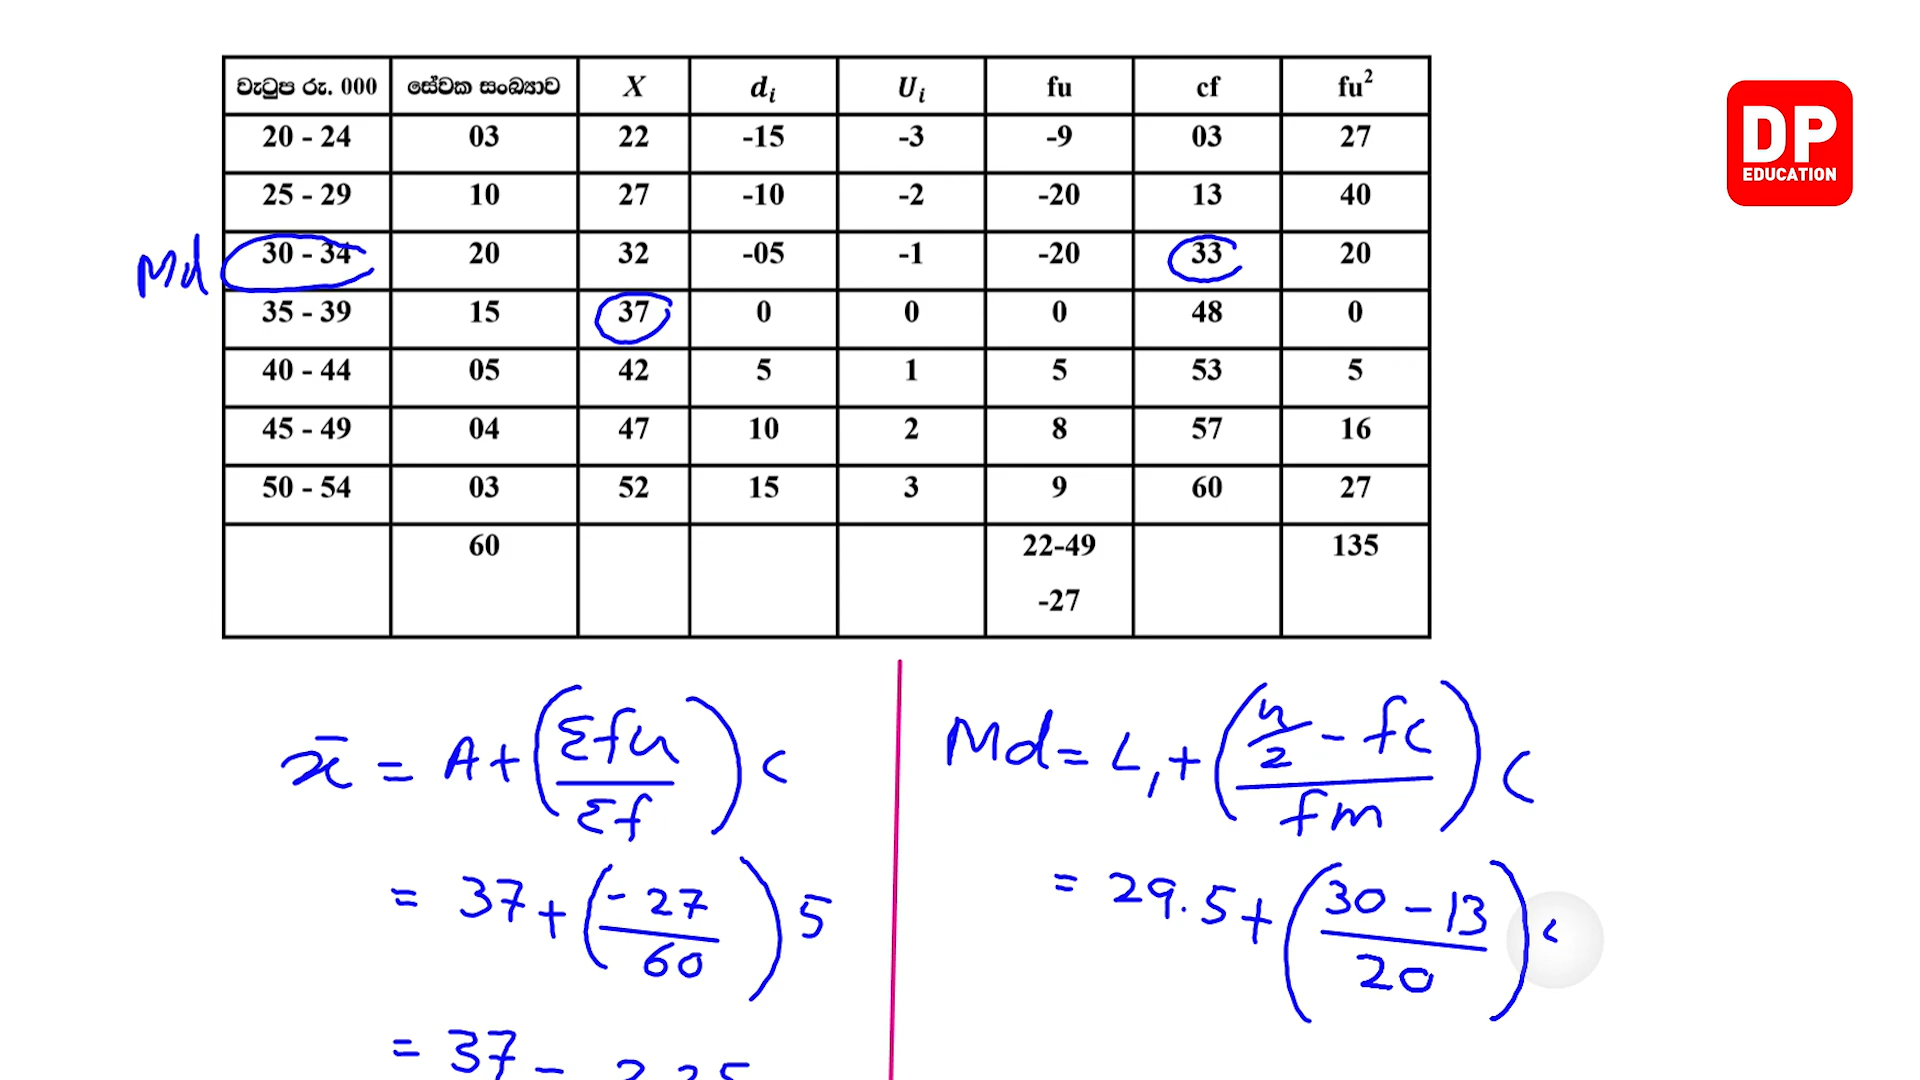 වැටුප රු. 000 සේවක සංඛ්‍යාව X di Ui fu cf fu²
20 - 24 03 22 -15 -3 -9 03 27
25 - 29 10 27 -10 -2 -20 13 40
Md 30 - 34 20 32 -05 -1 -20 33 20
35 - 39 15 37 0 0 0 48 0
40 - 44 05 42 5 1 5 53 5
45 - 49 04 47 10 2 8 57 16
50 - 54 03 52 15 3 9 60 27
60 22-49 135
-27
DP
EDUCATION
x̄ = A + (Σfu / Σf) c
= 37 + (-27 / 60) 5
= 37 - 2.25
Md = L₁ + (n/2 - fc / fm) c
= 29.5 + (30 - 13 / 20)